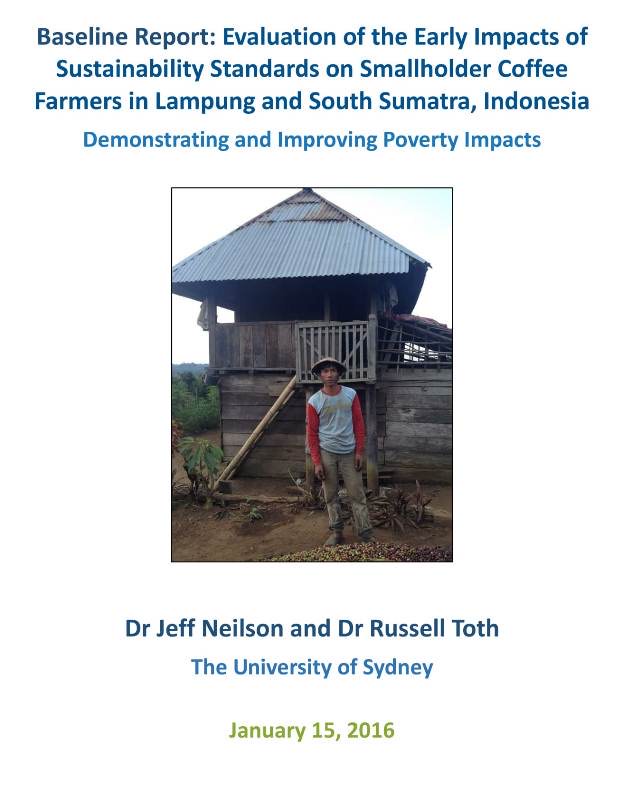 Baseline Report: Evaluation of the Early Impacts of
Sustainability Standards on Smallholder Coffee
Farmers in Lampung and South Sumatra, Indonesia
Demonstrating and Improving Poverty Impacts
Dr Jeff Neilson and Dr Russell Toth
The University of Sydney
January 15, 2016